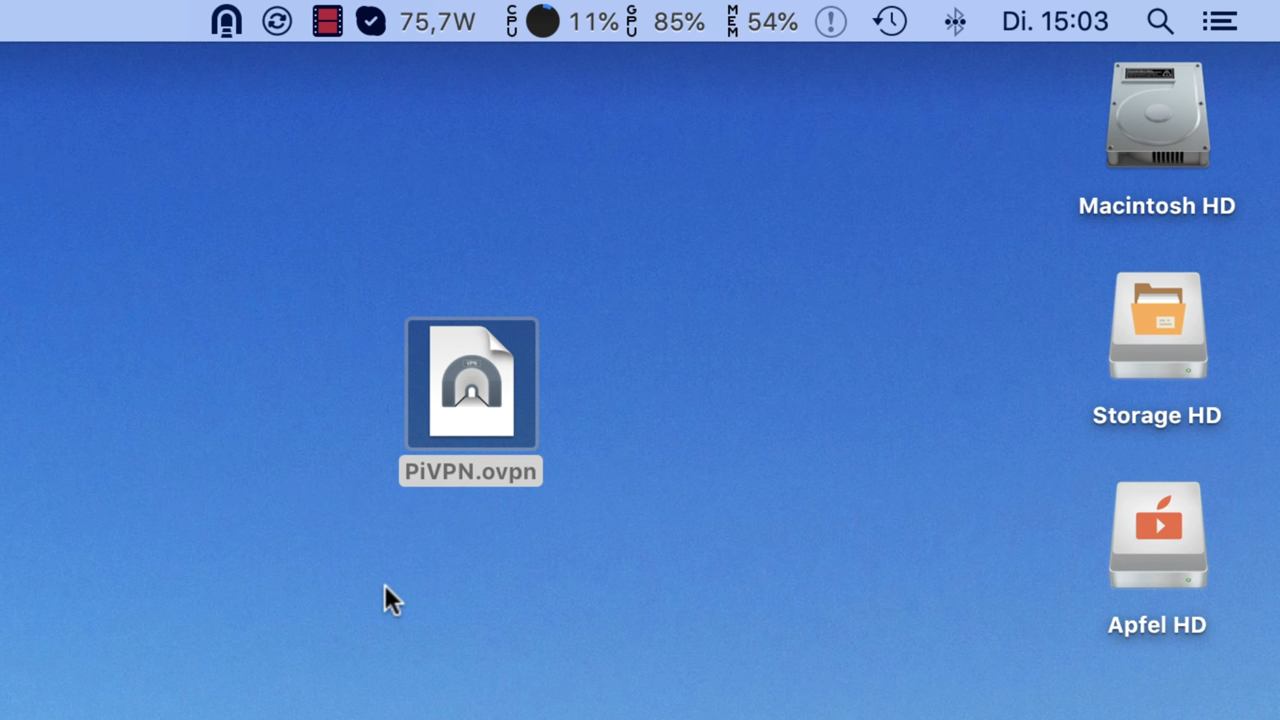 75,7W CPU 11% GPU 85% MEM 54% Di. 15:03
Macintosh HD
VPN
PiVPN.ovpn
Storage HD
Apfel HD